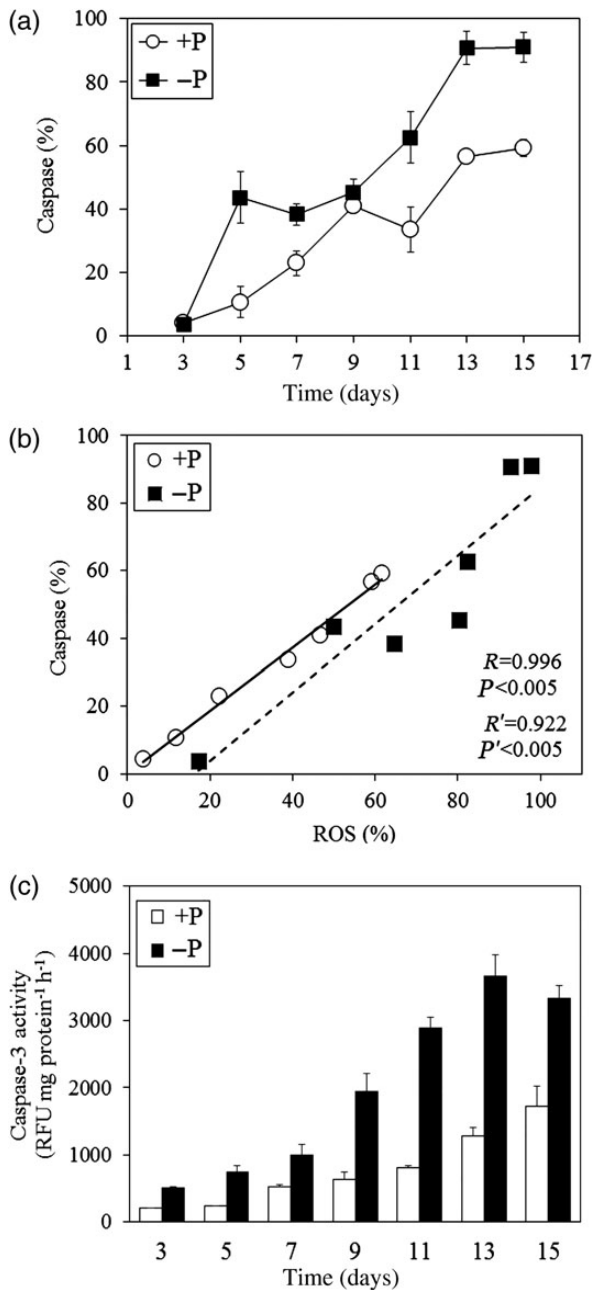 (a)
+P
–P
100
80
60
40
20
0
Caspase (%)
1 3 5 7 9 11 13 15 17
Time (days)
(b)
+P
–P
100
80
60
40
20
0
Caspase (%)
R=0.996
P<0.005
R'=0.922
P'<0.005
0 20 40 60 80 100
ROS (%)
(c)
+P
–P
5000
4000
3000
2000
1000
0
Caspase-3 activity
(RFU mg protein⁻¹ h⁻¹)
3 5 7 9 11 13 15
Time (days)